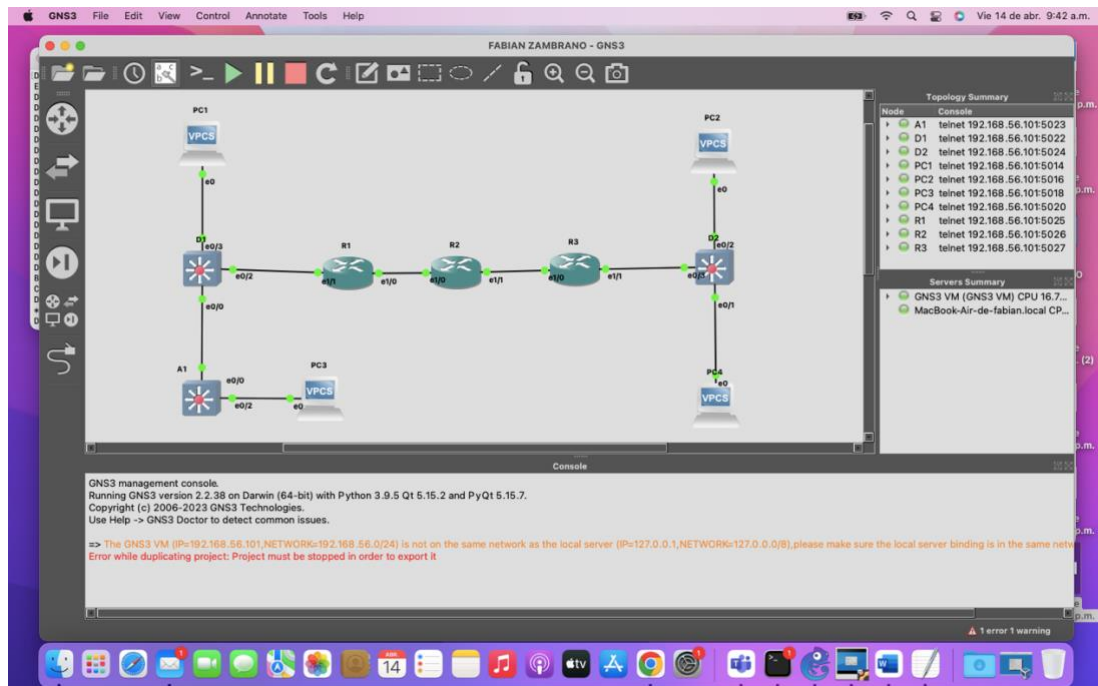 GNS3 File Edit View Control Annotate Tools Help Vie 14 de abr. 9:42 a.m.
FABIAN ZAMBRANO - GNS3
Topology Summary
Node Console
A1 telnet 192.168.56.101:5023
D1 telnet 192.168.56.101:5022
D2 telnet 192.168.56.101:5024
PC1 telnet 192.168.56.101:5014
PC2 telnet 192.168.56.101:5016
PC3 telnet 192.168.56.101:5018
PC4 telnet 192.168.56.101:5020
R1 telnet 192.168.56.101:5025
R2 telnet 192.168.56.101:5026
R3 telnet 192.168.56.101:5027
Servers Summary
GNS3 VM (GNS3 VM) CPU 16.7...
MacBook-Air-de-fabian.local CP...
PC1
VPCS
e0
PC2
VPCS
e0
D1
e0/3
e0/2
e0/0
R1
e1/1
e1/0
R2
e1/0
e1/1
R3
e1/0
e1/1
D2
e0/2
e0/3
e0/1
A1
e0/0
e0/2
PC3
VPCS
e0
PC4
e0
VPCS
Console
GNS3 management console.
Running GNS3 version 2.2.38 on Darwin (64-bit) with Python 3.9.5 Qt 5.15.2 and PyQt 5.15.7.
Copyright (c) 2006-2023 GNS3 Technologies.
Use Help -> GNS3 Doctor to detect common issues.
=> The GNS3 VM (IP=192.168.56.101,NETWORK=192.168.56.0/24) is not on the same network as the local server (IP=127.0.0.1,NETWORK=127.0.0.0/8),please make sure the local server binding is in the same netw
Error while duplicating project: Project must be stopped in order to export it
1 error 1 warning
14
tv